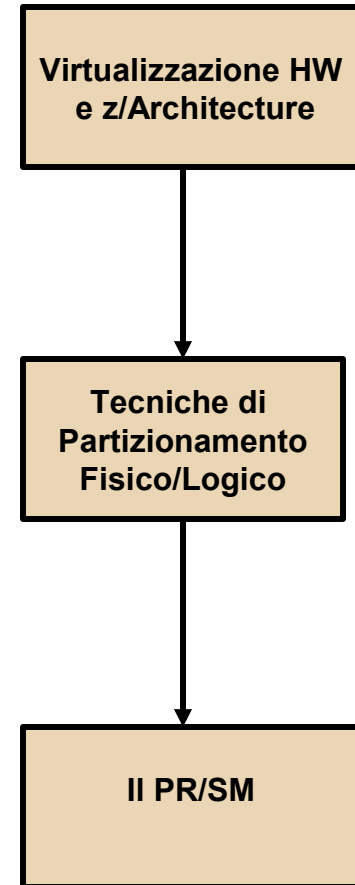 Virtualizzazione HW
e z/Architecture
Tecniche di
Partizionamento
Fisico/Logico
Il PR/SM